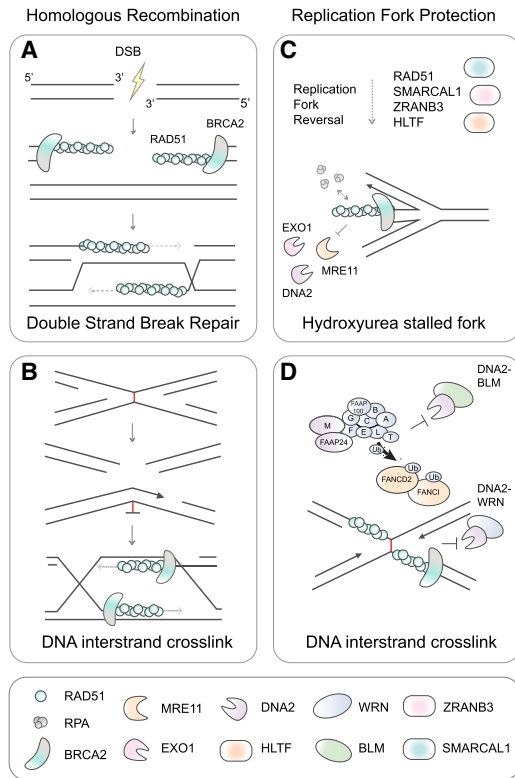 Homologous Recombination
Replication Fork Protection
A
DSB
5’
3’
3’
5’
BRCA2
RAD51
Double Strand Break Repair
C
Replication
Fork
Reversal
RAD51
SMARCAL1
ZRANB3
HLTF
EXO1
MRE11
DNA2
Hydroxyurea stalled fork
B
DNA interstrand crosslink
D
DNA2-
BLM
FAAP
100
B
G
C
A
M
F
E
L
T
FAAP24
Ub
Ub
FANCD2
Ub
FANCI
DNA2-
WRN
DNA interstrand crosslink
RAD51
RPA
BRCA2
MRE11
EXO1
DNA2
HLTF
WRN
BLM
ZRANB3
SMARCAL1